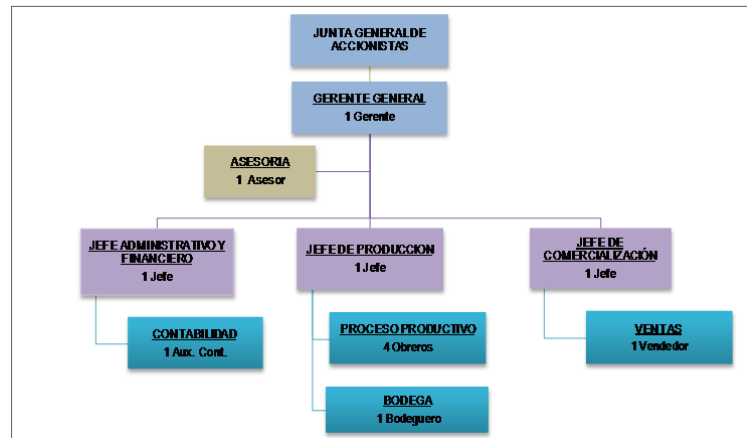 JUNTA GENERAL DE
ACCIONISTAS
GERENTE GENERAL
1 Gerente
ASESORIA
1 Asesor
JEFE ADMINISTRATIVO Y
FINANCIERO
1 Jefe
JEFE DE PRODUCCION
1 Jefe
JEFE DE
COMERCIALIZACIÓN
1 Jefe
CONTABILIDAD
1 Aux. Cont.
PROCESO PRODUCTIVO
4 Obreros
VENTAS
1 Vendedor
BODEGA
1 Bodeguero